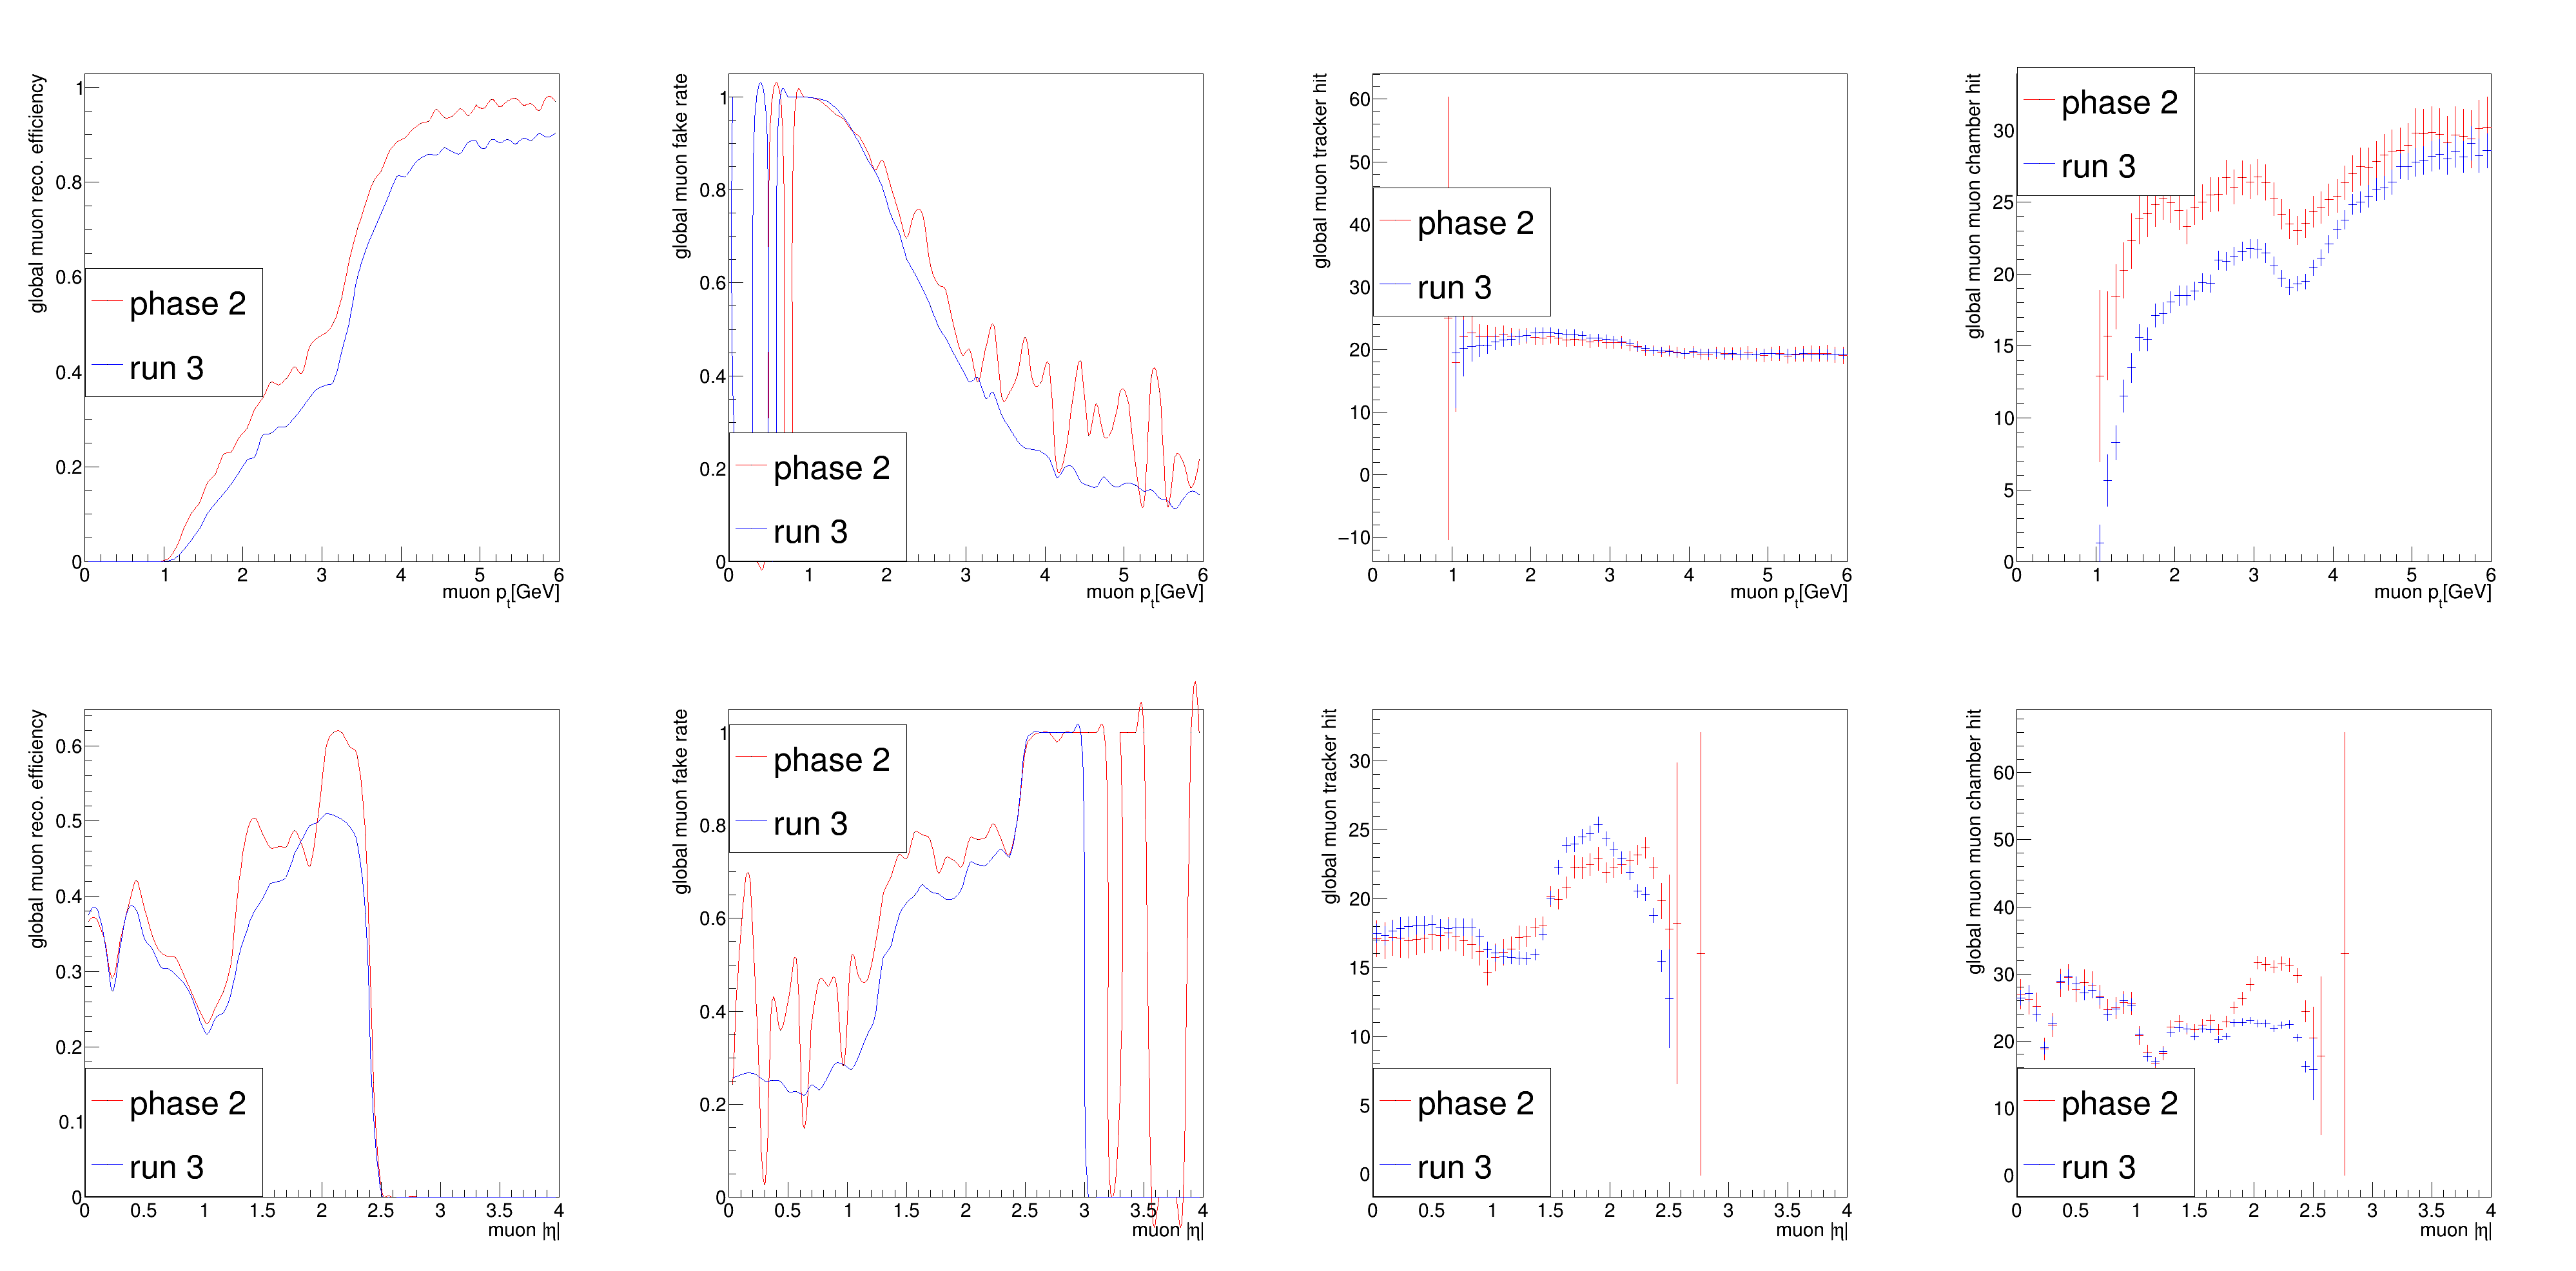 global muon reco. efficiency
1
0.8
0.6
0.4
0.2
0
phase 2
run 3
0 1 2 3 4 5 6
muon pt[GeV]
global muon fake rate
1
0.8
0.6
0.4
0.2
0
phase 2
run 3
0 1 2 3 4 5 6
muon pt[GeV]
global muon tracker hit
60
50
40
30
20
10
0
−10
phase 2
run 3
0 1 2 3 4 5 6
muon pt[GeV]
global muon muon chamber hit
30
25
20
15
10
5
0
phase 2
run 3
0 1 2 3 4 5 6
muon pt[GeV]
global muon reco. efficiency
0.6
0.5
0.4
0.3
0.2
0.1
0
phase 2
run 3
0 0.5 1 1.5 2 2.5 3 3.5 4
muon |η|
global muon fake rate
1
0.8
0.6
0.4
0.2
0
phase 2
run 3
0 0.5 1 1.5 2 2.5 3 3.5 4
muon |η|
global muon tracker hit
30
25
20
15
10
5
0
phase 2
run 3
0 0.5 1 1.5 2 2.5 3 3.5 4
muon |η|
global muon muon chamber hit
60
50
40
30
20
10
0
phase 2
run 3
0 0.5 1 1.5 2 2.5 3 3.5 4
muon |η|